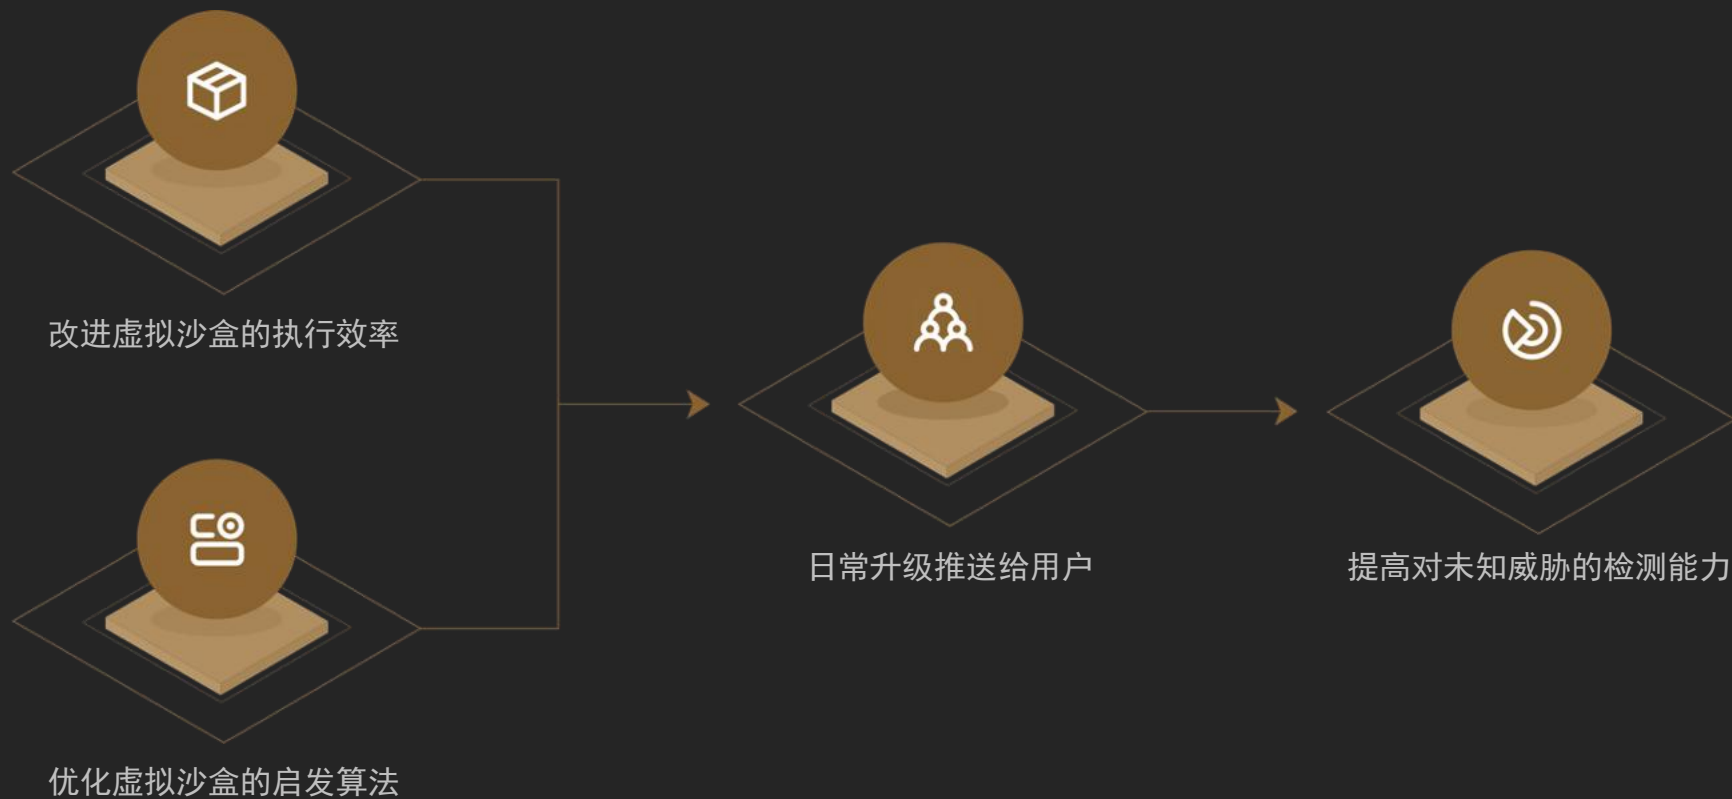 改进虚拟沙盒的执行效率
优化虚拟沙盒的启发算法
日常升级推送给用户
提高对未知威胁的检测能力